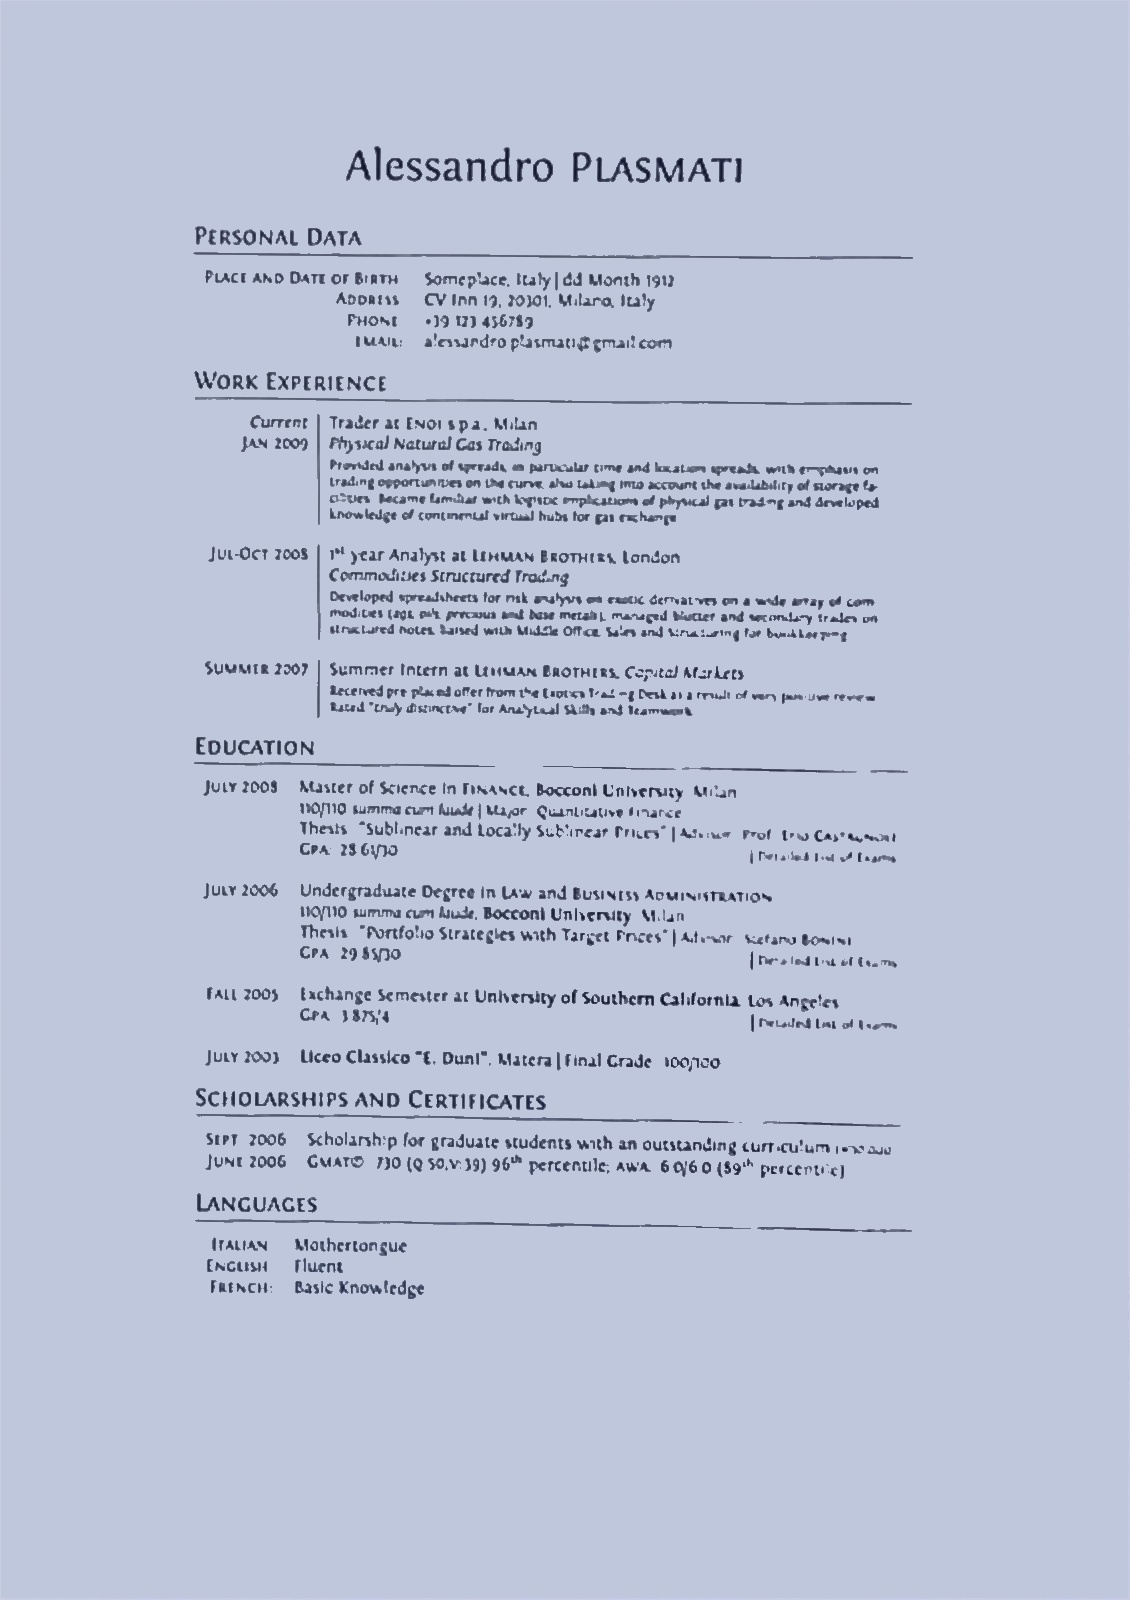 Alessandro PLASMATI
PERSONAL DATA
PLACE AND DATE OF BIRTH Someplace, Italy | dd Month 1912
ADDRESS CV Inn 19, 20301, Milano, Italy
PHONE +39 123 456789
EMAIL: alessandro.plasmati@gmail.com
WORK EXPERIENCE
Current Trader at ENOI s.p.a., Milan
JAN 2009 Physical Natural Gas Trading
Provided analysis of spreads, in particular time and location spreads, with emphasis on
trading opportunities on the curve, also taking into account the availability of storage fa-
cilities. Became familiar with logistic implications of physical gas trading and developed
knowledge of continental virtual hubs for gas exchange
JUL-OCT 2008 1st year Analyst at LEHMAN BROTHERS, London
Commodities Structured Trading
Developed spreadsheets for risk analysis on exotic derivatives on a wide array of com
modities (agr, oils, precious and base metals), managed blotter and secondary trades on
structured notes, liaised with Middle Office, Sales and Structuring for bookkeeping
SUMMER 2007 Summer Intern at LEHMAN BROTHERS, Capital Markets
Received pre placed offer from the Exotics Trading Desk as a result of very positive review
Rated "truly distinctive" for Analytical Skills and Teamwork
EDUCATION
JULY 2008 Master of Science in FINANCE, Bocconi University Milan
110/110 summa cum laude | Major Quantitative Finance
Thesis "Sublinear and Locally Sublinear Prices" | Advisor Prof Erio CASTAGNOLI
GPA: 28.61/30 | Detailed List of Exams
JULY 2006 Undergraduate Degree in LAW and BUSINESS ADMINISTRATION
110/110 summa cum laude, Bocconi University Milan
Thesis "Portfolio Strategies with Target Prices" | Advisor Stefano BONINI
GPA 29.85/30 | Detailed List of Exams
FALL 2005 Exchange Semester at University of Southern California, Los Angeles
GPA 3.875/4 | Detailed List of Exams
JULY 2003 Liceo Classico "E. Duni", Matera | Final Grade 100/100
SCHOLARSHIPS AND CERTIFICATES
SEPT 2006 Scholarship for graduate students with an outstanding curriculum
JUNE 2006 GMAT© 730 (Q:50,V:39) 96th percentile; AWA 6.0/6.0 (89th percentile)
LANGUAGES
ITALIAN Mothertongue
ENGLISH Fluent
FRENCH: Basic Knowledge